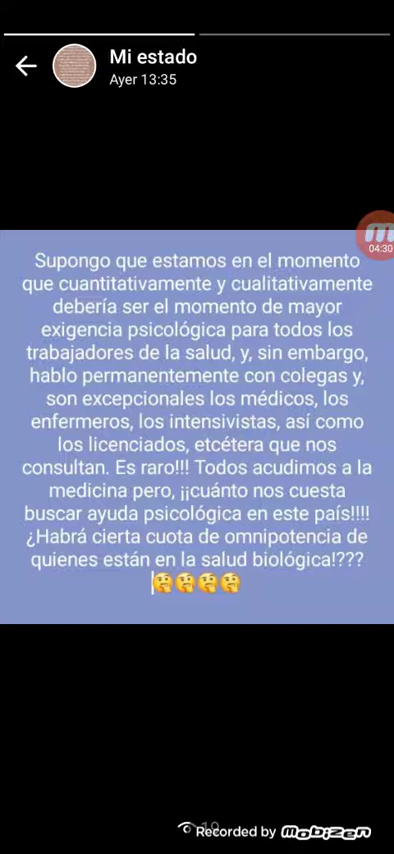 Mi estado
Ayer 13:35
04:30
Supongo que estamos en el momento
que cuantitativamente y cualitativamente
debería ser el momento de mayor
exigencia psicológica para todos los
trabajadores de la salud, y, sin embargo,
hablo permanentemente con colegas y,
son excepcionales los médicos, los
enfermeros, los intensivistas, así como
los licenciados, etcétera que nos
consultan. Es raro!!! Todos acudimos a la
medicina pero, ¡¡cuánto nos cuesta
buscar ayuda psicológica en este país!!!!
¿Habrá cierta cuota de omnipotencia de
quienes están en la salud biológica!???
🤔🤔🤔🤔
Recorded by Mobizen